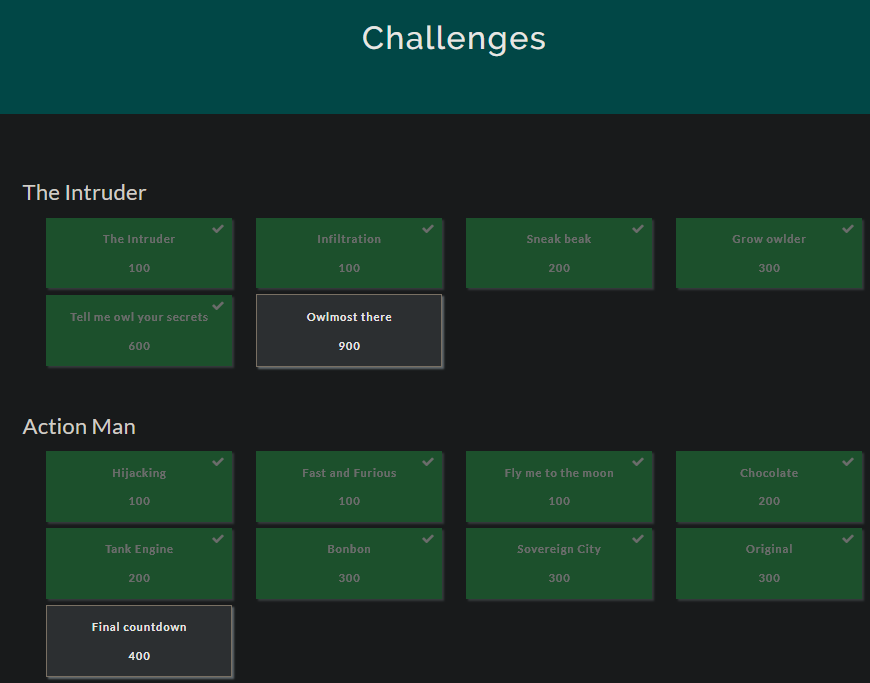 Challenges
The Intruder
The Intruder
100
Infiltration
100
Sneak beak
200
Grow owlder
300
Tell me owl your secrets
600
Owlmost there
900
Action Man
Hijacking
100
Fast and Furious
100
Fly me to the moon
100
Chocolate
200
Tank Engine
200
Bonbon
300
Sovereign City
300
Original
300
Final countdown
400